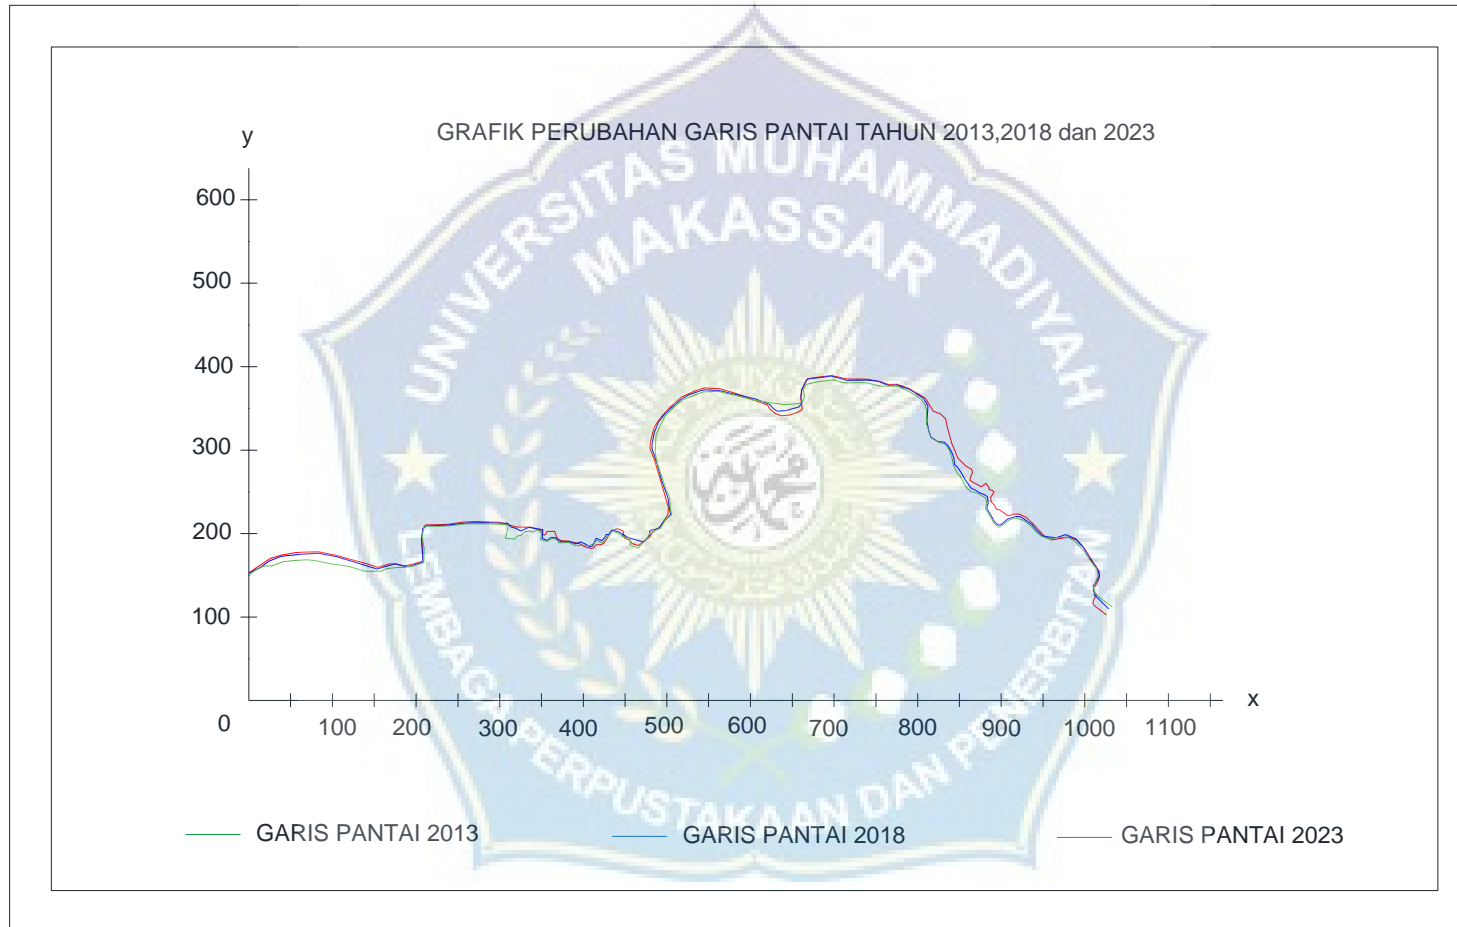 GRAFIK PERUBAHAN GARIS PANTAI TAHUN 2013,2018 dan 2023
y
600
500
400
300
200
100
0
100 200 300 400 500 600 700 800 900 1000 1100
x
GARIS PANTAI 2013 GARIS PANTAI 2018 GARIS PANTAI 2023
UNIVERSITAS MUHAMMADIYAH
MAKASSAR
LEMBAGA PERPUSTAKAAN DAN PENERBITAN